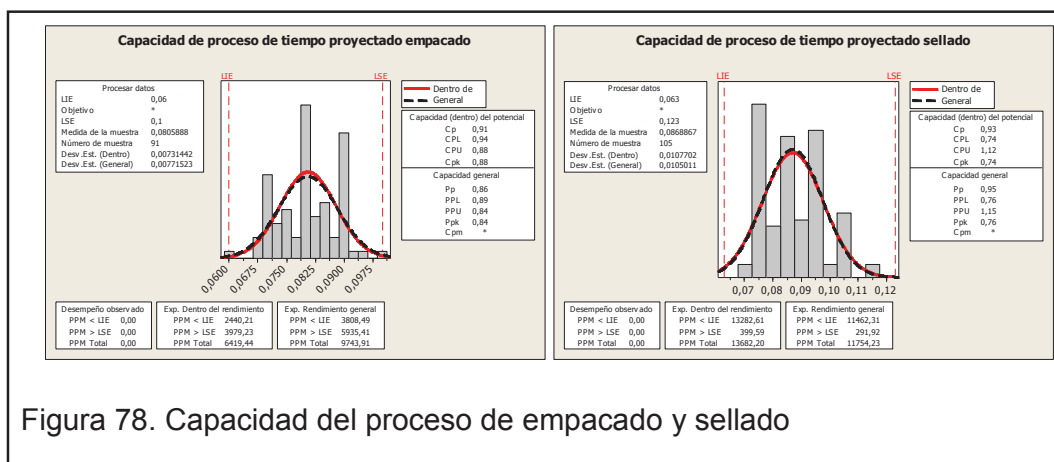 Capacidad de proceso de tiempo proyectado empacado
LIE LSE
Procesar datos
LIE 0,06
Objetivo *
LSE 0,1
Medida de la muestra 0,0805888
Número de muestra 91
Desv.Est. (Dentro) 0,00731442
Desv.Est. (General) 0,00771523
Dentro de
General
Capacidad (dentro) del potencial
Cp 0,91
CPL 0,94
CPU 0,88
Cpk 0,88
Capacidad general
Pp 0,86
PPL 0,89
PPU 0,84
Ppk 0,84
Cpm *
0,0600 0,0675 0,0750 0,0825 0,0900 0,0975
Desempeño observado
PPM < LIE 0,00
PPM > LSE 0,00
PPM Total 0,00
Exp. Dentro del rendimiento
PPM < LIE 2440,21
PPM > LSE 3979,23
PPM Total 6419,44
Exp. Rendimiento general
PPM < LIE 3808,49
PPM > LSE 5935,41
PPM Total 9743,91
Capacidad de proceso de tiempo proyectado sellado
LIE LSE
Procesar datos
LIE 0,063
Objetivo *
LSE 0,123
Medida de la muestra 0,0868867
Número de muestra 105
Desv.Est. (Dentro) 0,0107702
Desv.Est. (General) 0,0105011
Dentro de
General
Capacidad (dentro) del potencial
Cp 0,93
CPL 0,74
CPU 1,12
Cpk 0,74
Capacidad general
Pp 0,95
PPL 0,76
PPU 1,15
Ppk 0,76
Cpm *
0,07 0,08 0,09 0,10 0,11 0,12
Desempeño observado
PPM < LIE 0,00
PPM > LSE 0,00
PPM Total 0,00
Exp. Dentro del rendimiento
PPM < LIE 13282,61
PPM > LSE 399,59
PPM Total 13682,20
Exp. Rendimiento general
PPM < LIE 11462,31
PPM > LSE 291,92
PPM Total 11754,23
Figura 78. Capacidad del proceso de empacado y sellado